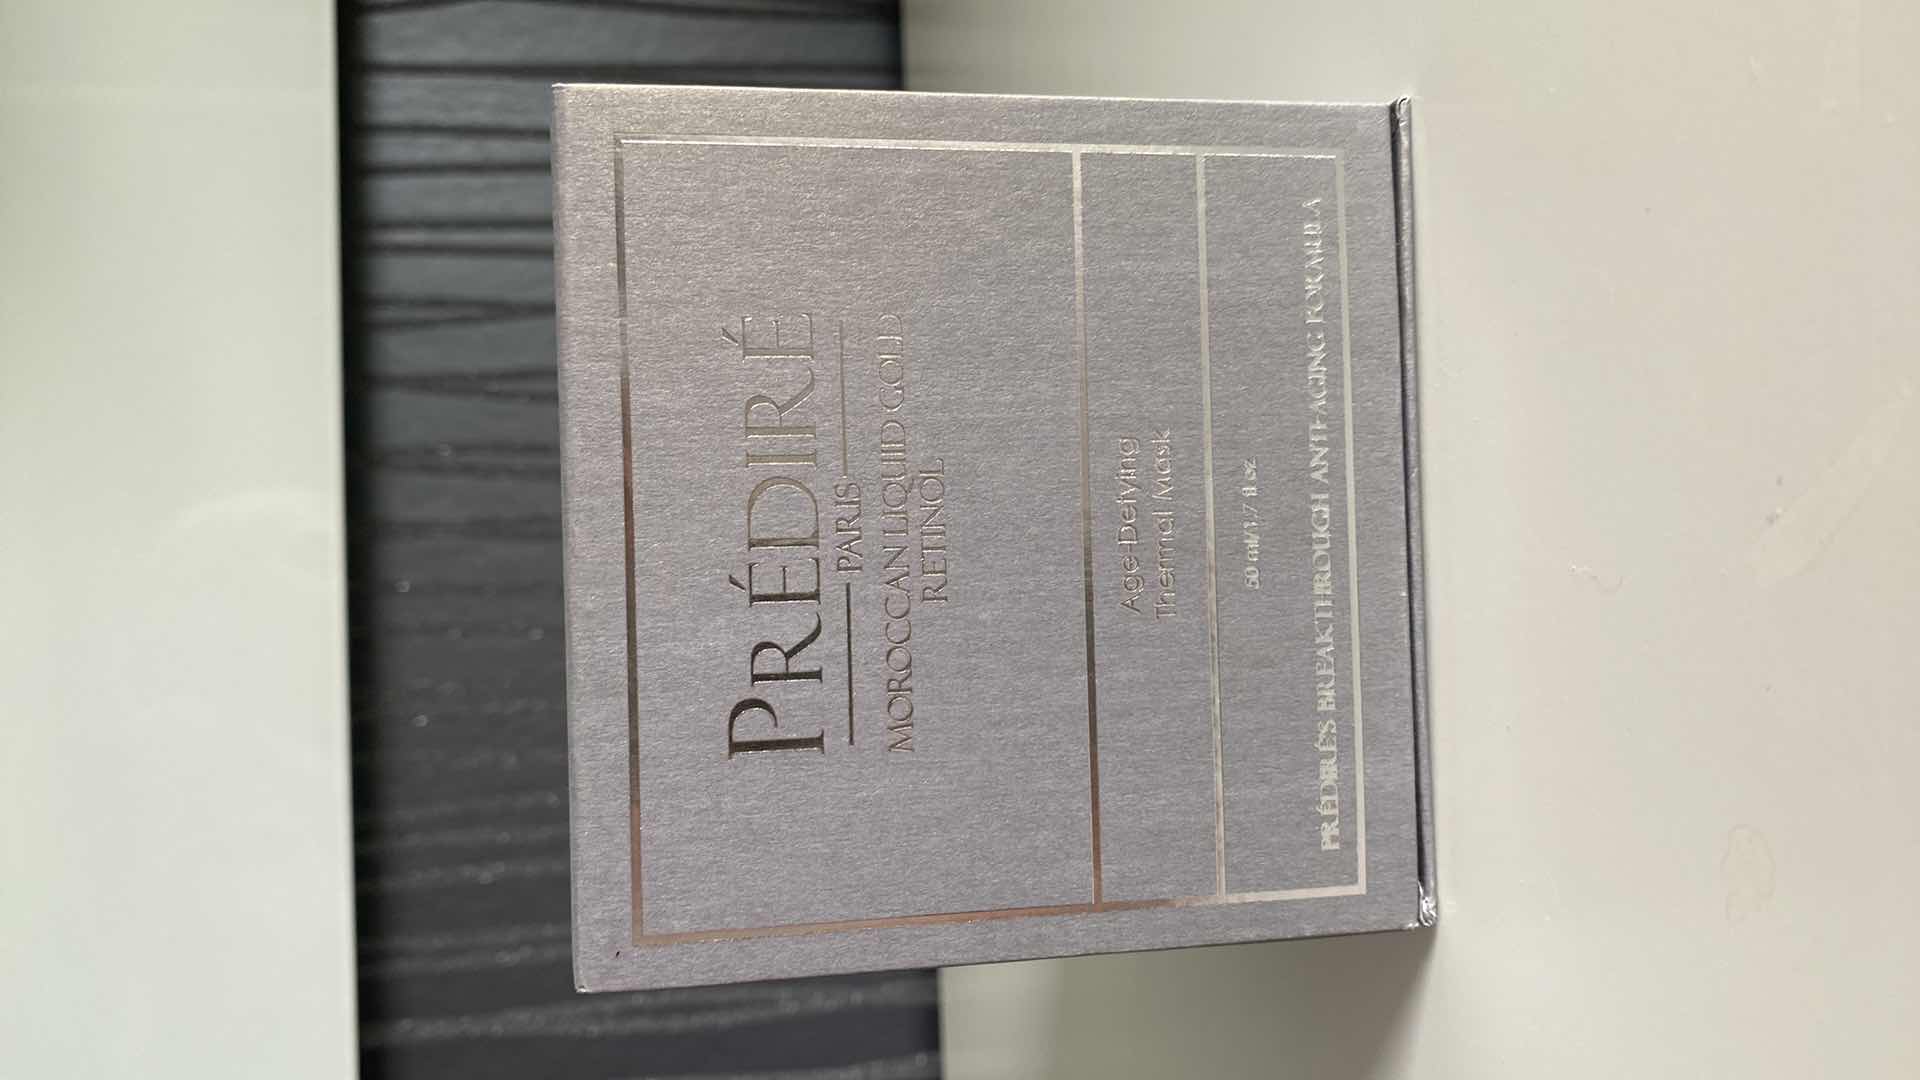 PRÉDIRÉ
PARIS
MOROCCAN LIQUID GOLD
RETINOL
Age-Defying
Thermal Mask
50 ml/1.7 fl oz
PRÉDIRÉ'S BREAKTHROUGH ANTI-AGING FORMULA